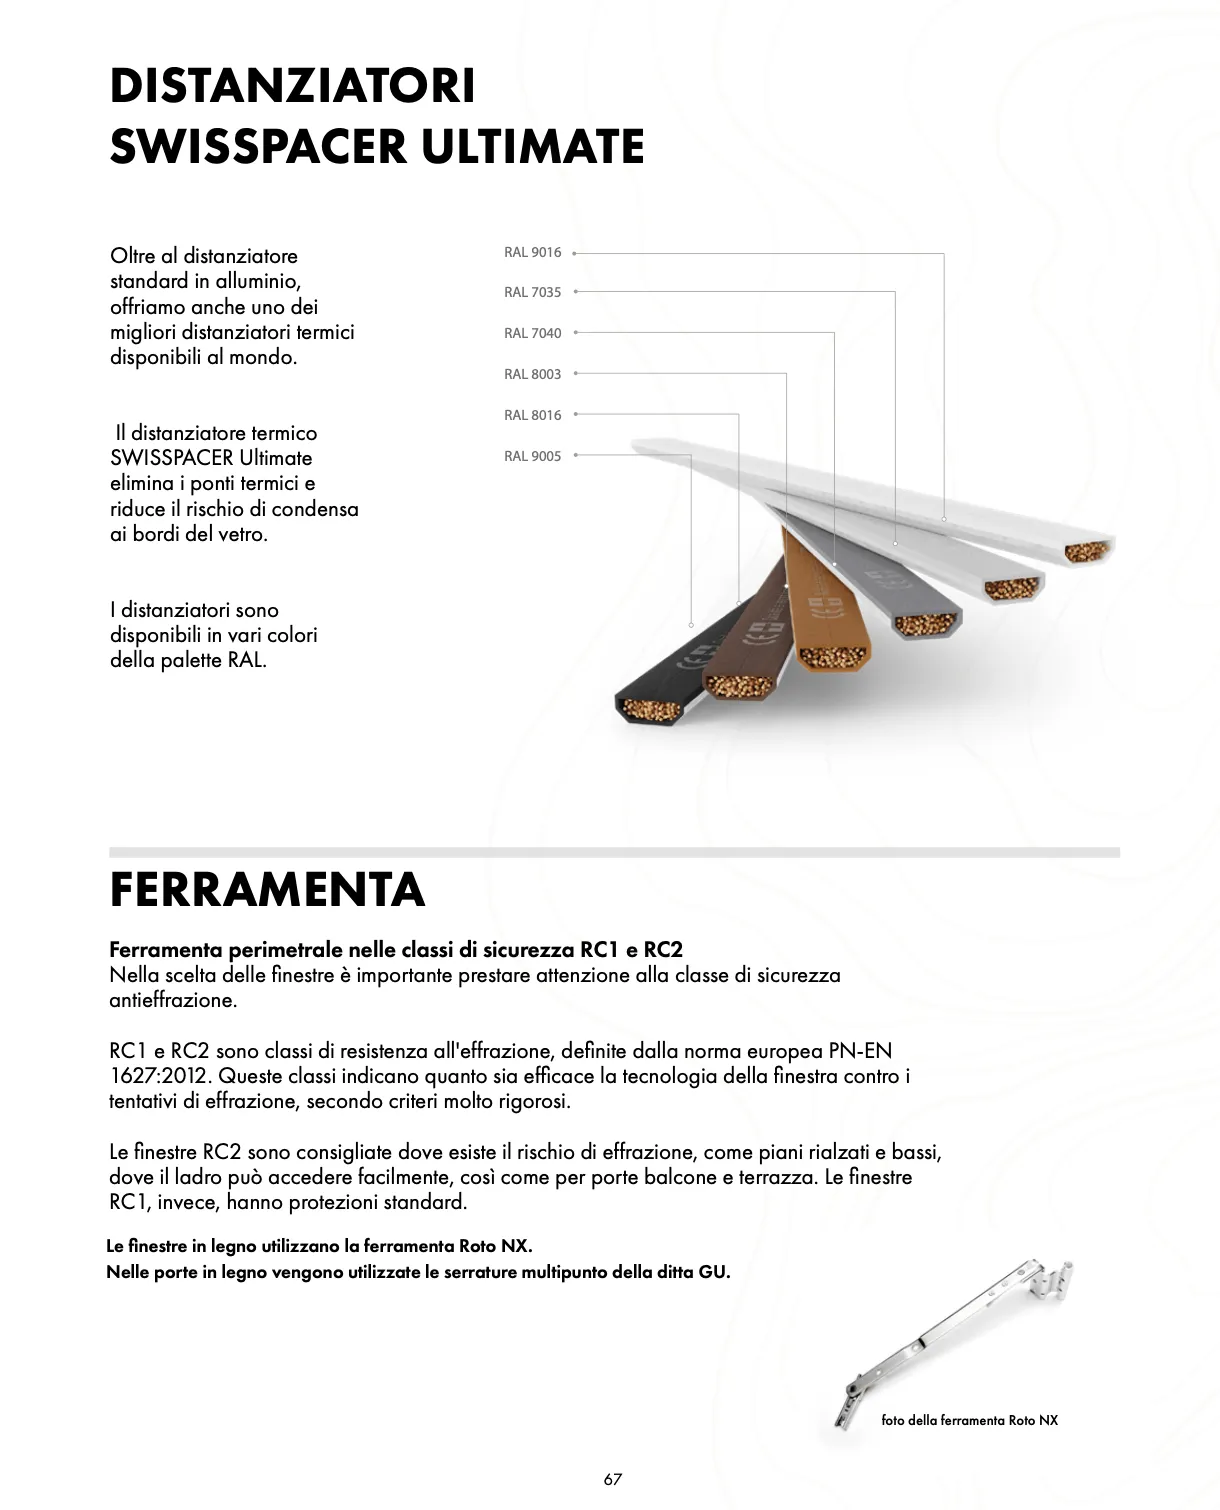 DISTANZIATORI
SWISSPACER ULTIMATE
Oltre al distanziatore
standard in alluminio,
offriamo anche uno dei
migliori distanziatori termici
disponibili al mondo.
Il distanziatore termico
SWISSPACER Ultimate
elimina i ponti termici e
riduce il rischio di condensa
ai bordi del vetro.
I distanziatori sono
disponibili in vari colori
della palette RAL.
RAL 9016
RAL 7035
RAL 7040
RAL 8003
RAL 8016
RAL 9005
CE
CE
CE
CE
FERRAMENTA
Ferramenta perimetrale nelle classi di sicurezza RC1 e RC2
Nella scelta delle finestre è importante prestare attenzione alla classe di sicurezza
antieffrazione.
RC1 e RC2 sono classi di resistenza all'effrazione, definite dalla norma europea PN-EN
1627:2012. Queste classi indicano quanto sia efficace la tecnologia della finestra contro i
tentativi di effrazione, secondo criteri molto rigorosi.
Le finestre RC2 sono consigliate dove esiste il rischio di effrazione, come piani rialzati e bassi,
dove il ladro può accedere facilmente, così come per porte balcone e terrazza. Le finestre
RC1, invece, hanno protezioni standard.
Le finestre in legno utilizzano la ferramenta Roto NX.
Nelle porte in legno vengono utilizzate le serrature multipunto della ditta GU.
foto della ferramenta Roto NX
67